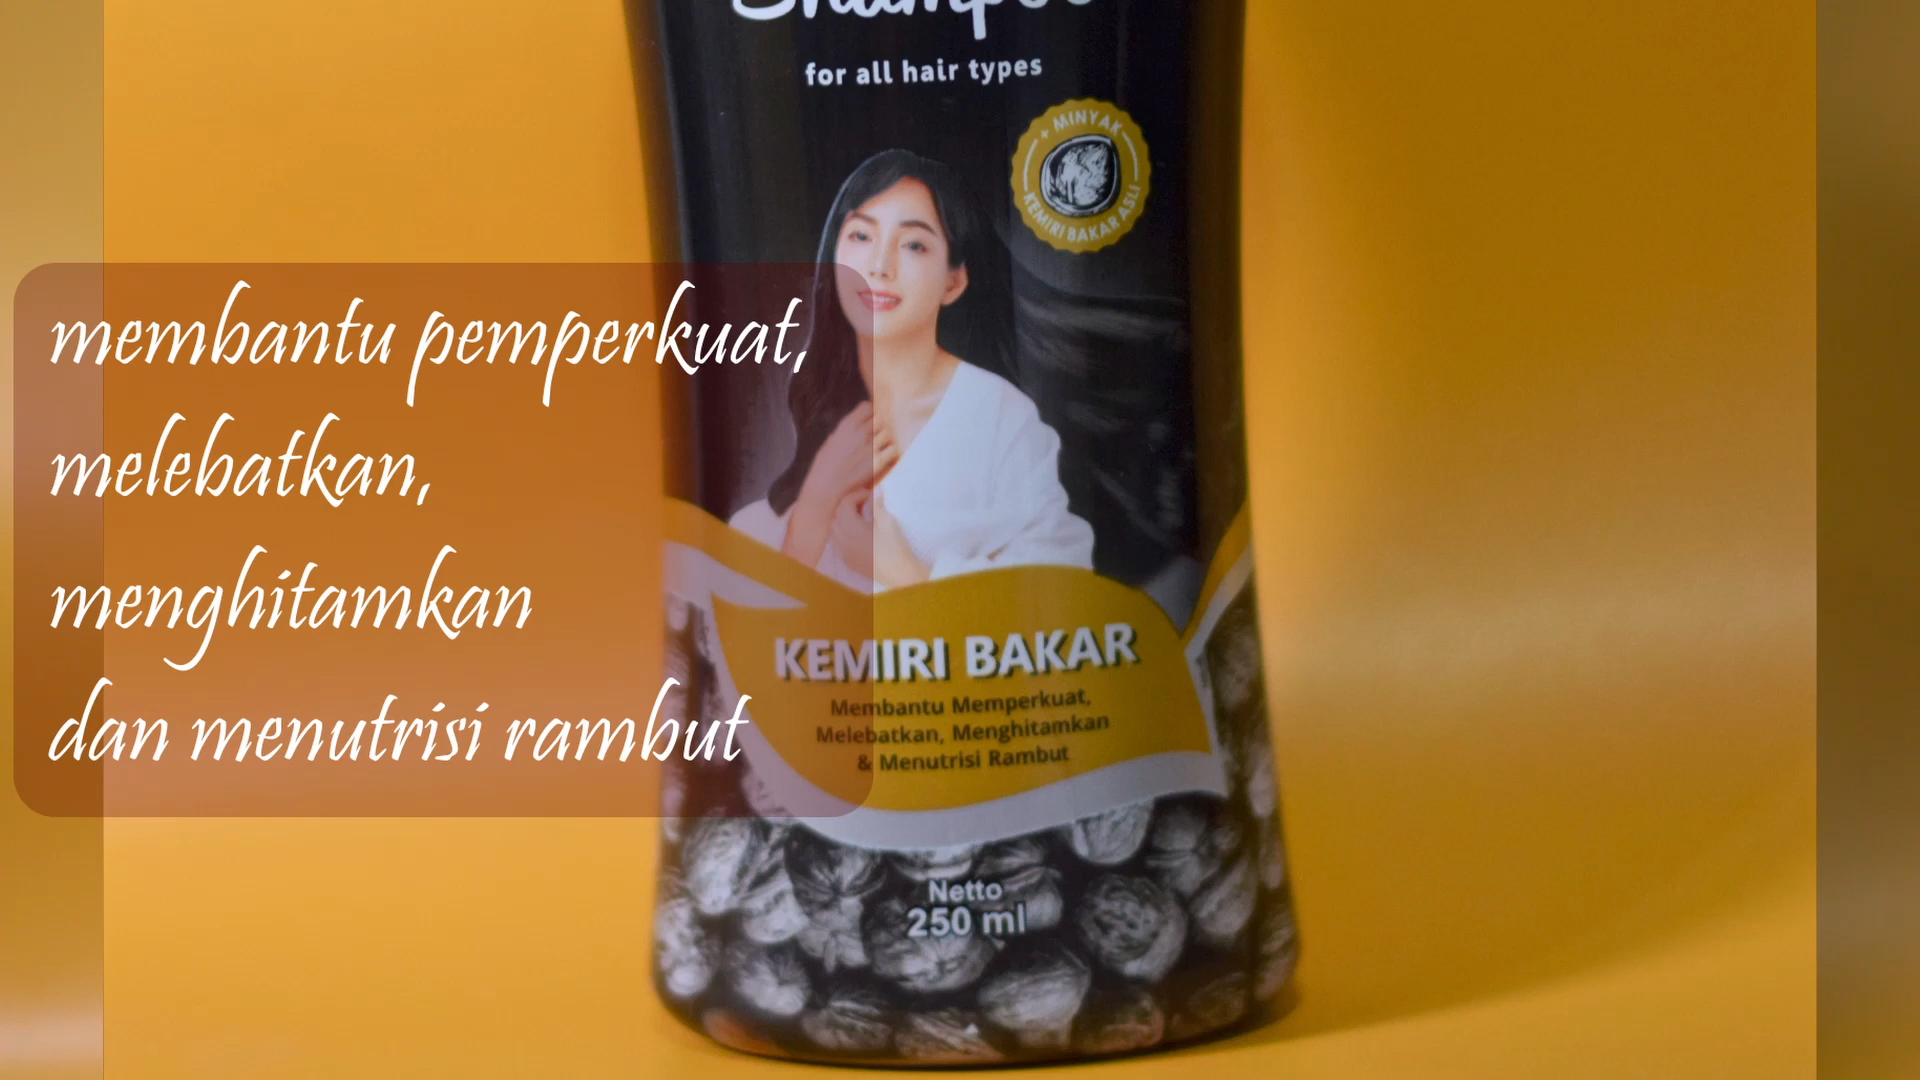 Shampoo
for all hair types
+ MINYAK
KEMIRI BAKAR ASLI
membantu pemperkuat,
melebatkan,
menghitamkan
dan menutrisi rambut
KEMIRI BAKAR
Membantu Memperkuat,
Melebatkan, Menghitamkan
& Menutrisi Rambut
Netto
250 ml